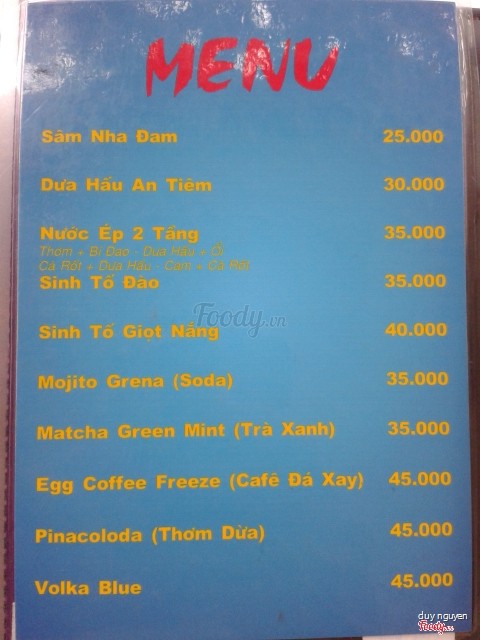 MENU
Sâm Nha Đam 25.000
Dưa Hấu An Tiêm 30.000
Nước Ép 2 Tầng 35.000
Thơm + Bí Đao - Dưa Hấu + Ổi
Cà Rốt + Dưa Hấu - Cam + Cà Rốt
Sinh Tố Đào 35.000
Foody.vn
Sinh Tố Giọt Nắng 40.000
Mojito Grena (Soda) 35.000
Matcha Green Mint (Trà Xanh) 35.000
Egg Coffee Freeze (Cafê Đá Xay) 45.000
Pinacoloda (Thơm Dừa) 45.000
Volka Blue 45.000
duy nguyen
Foody.vn